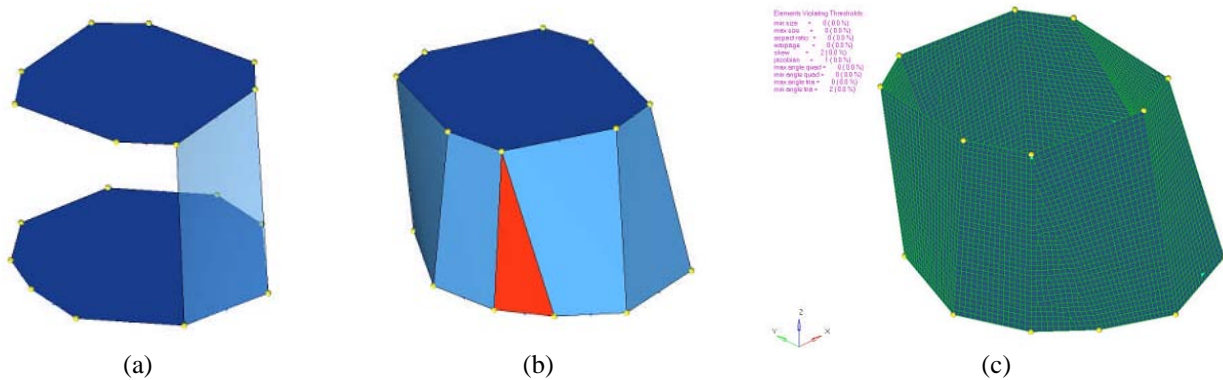 Elements Violating Thresholds
min size = 0 ( 0.0 %)
max size = 0 ( 0.0 %)
aspect ratio = 0 ( 0.0 %)
warpage = 0 ( 0.0 %)
skew = 2 ( 0.0 %)
jacobian = 1 ( 0.0 %)
max angle quad = 0 ( 0.0 %)
min angle quad = 0 ( 0.0 %)
max angle tria = 0 ( 0.0 %)
min angle tria = 2 ( 0.0 %)
Z
Y X
(a) (b) (c)